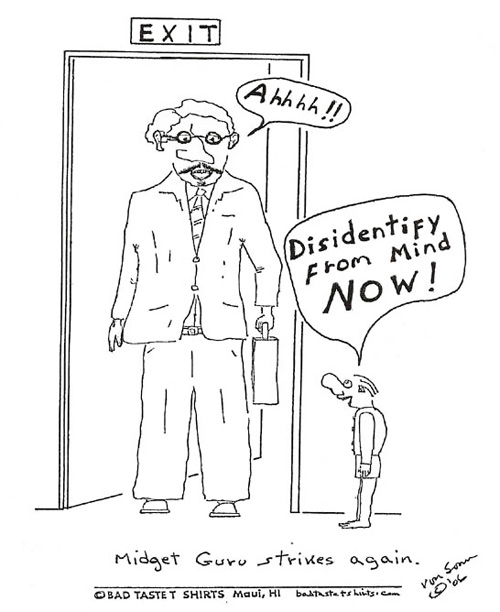 EXIT
Ahhhh!!
Disidentify
From Mind
NOW!
Midget Guru strikes again.
von Sonn
© '06
© BAD TASTE T SHIRTS Maui, HI badtastetshirts.com